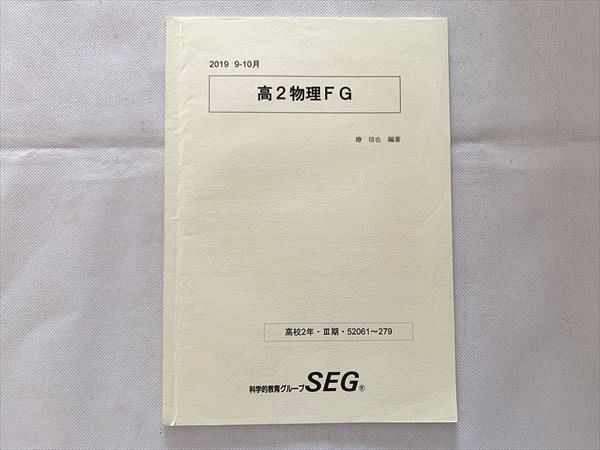 2019 9-10月
高2物理FG
椿 信也 編著
高校2年・Ⅲ期・52061～279
科学的教育グループSEG®